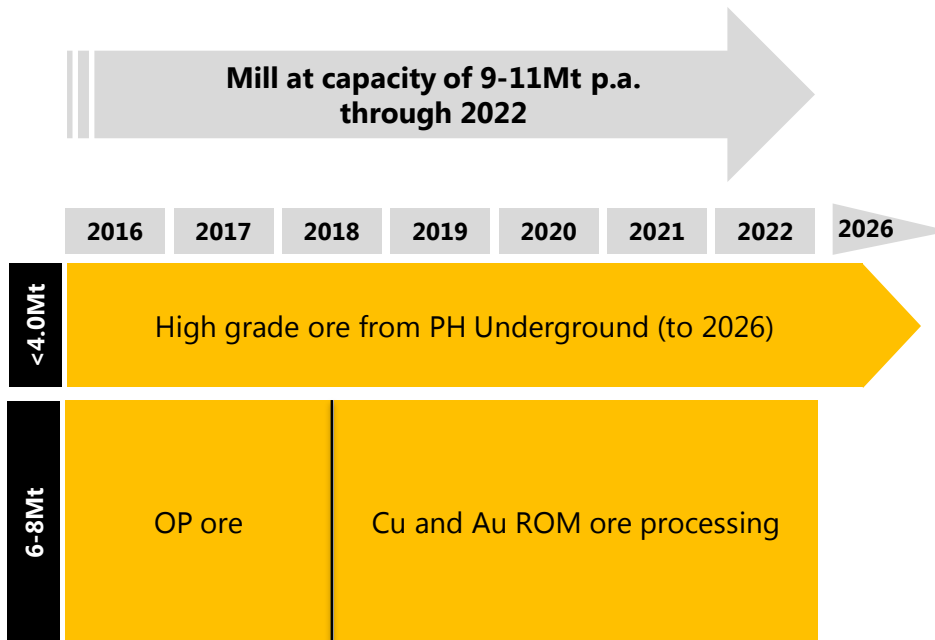 Mill at capacity of 9-11Mt p.a.
through 2022
2016 2017 2018 2019 2020 2021 2022 2026
<4.0Mt
High grade ore from PH Underground (to 2026)
6-8Mt
OP ore
Cu and Au ROM ore processing